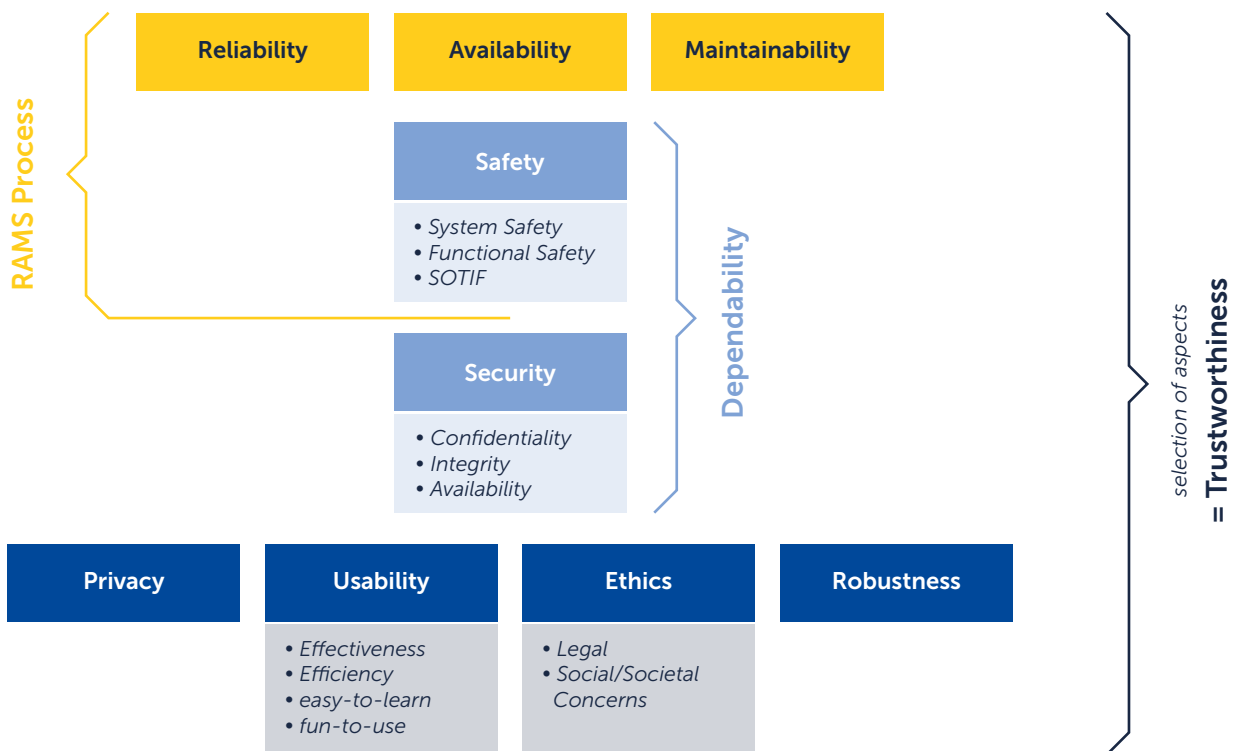 Reliability
Availability
Maintainability
RAMS Process
Safety
• System Safety
• Functional Safety
• SOTIF
Dependability
Security
• Confidentiality
• Integrity
• Availability
selection of aspects
= Trustworthiness
Privacy
Usability
• Effectiveness
• Efficiency
• easy-to-learn
• fun-to-use
Ethics
• Legal
• Social/Societal
Concerns
Robustness